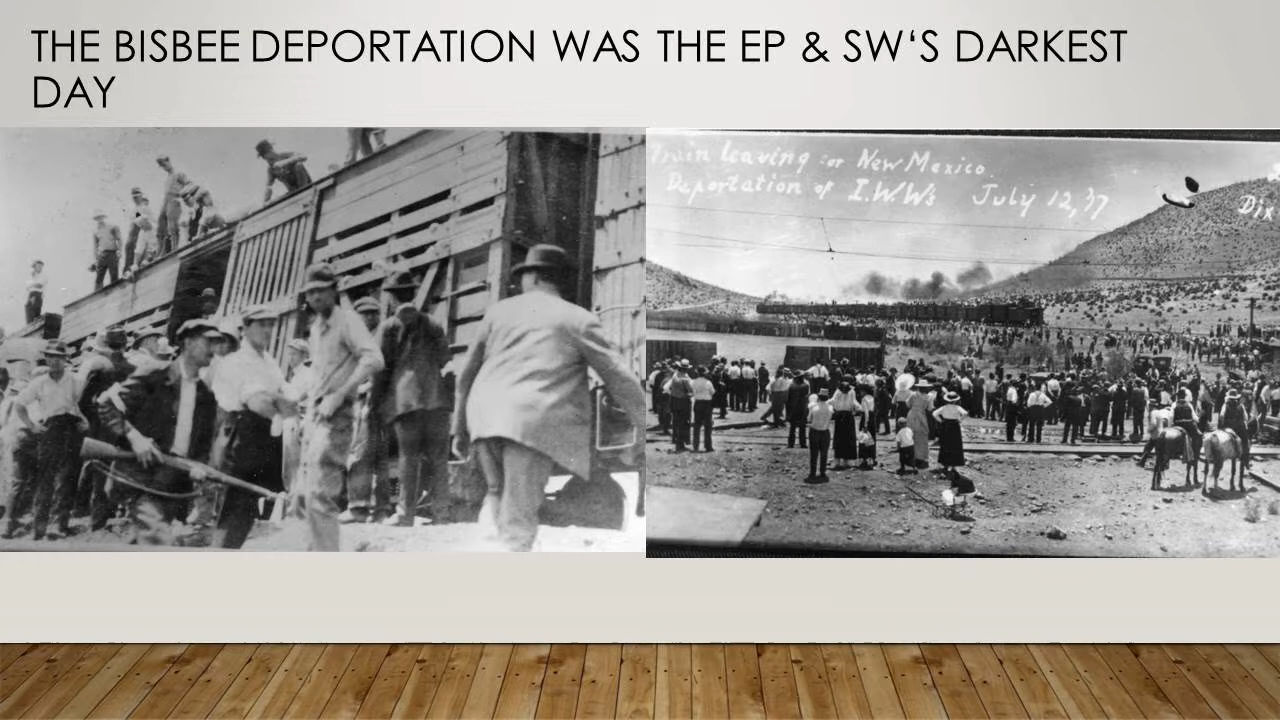 THE BISBEE DEPORTATION WAS THE EP & SW‘S DARKEST
DAY
Train leaving for New Mexico.
Deportation of I.W.W's July 12,'17
Dix